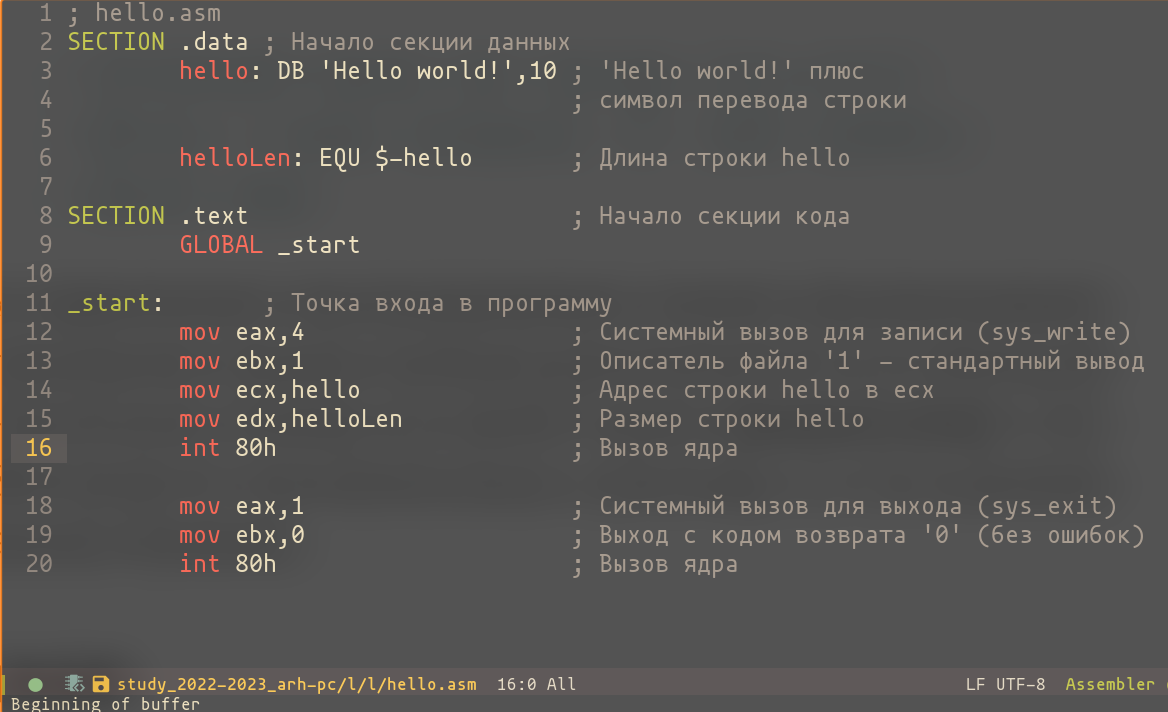 1 ; hello.asm
2 SECTION .data ; Начало секции данных
3         hello: DB 'Hello world!',10 ; 'Hello world!' плюс
4                                     ; символ перевода строки
5
6         helloLen: EQU $-hello       ; Длина строки hello
7
8 SECTION .text                       ; Начало секции кода
9         GLOBAL _start
10
11 _start:       ; Точка входа в программу
12         mov eax,4                   ; Системный вызов для записи (sys_write)
13         mov ebx,1                   ; Описатель файла '1' - стандартный вывод
14         mov ecx,hello               ; Адрес строки hello в ecx
15         mov edx,helloLen            ; Размер строки hello
16         int 80h                     ; Вызов ядра
17
18         mov eax,1                   ; Системный вызов для выхода (sys_exit)
19         mov ebx,0                   ; Выход с кодом возврата '0' (без ошибок)
20         int 80h                     ; Вызов ядра
study_2022-2023_arh-pc/l/l/hello.asm 16:0 All LF UTF-8 Assembler
Beginning of buffer